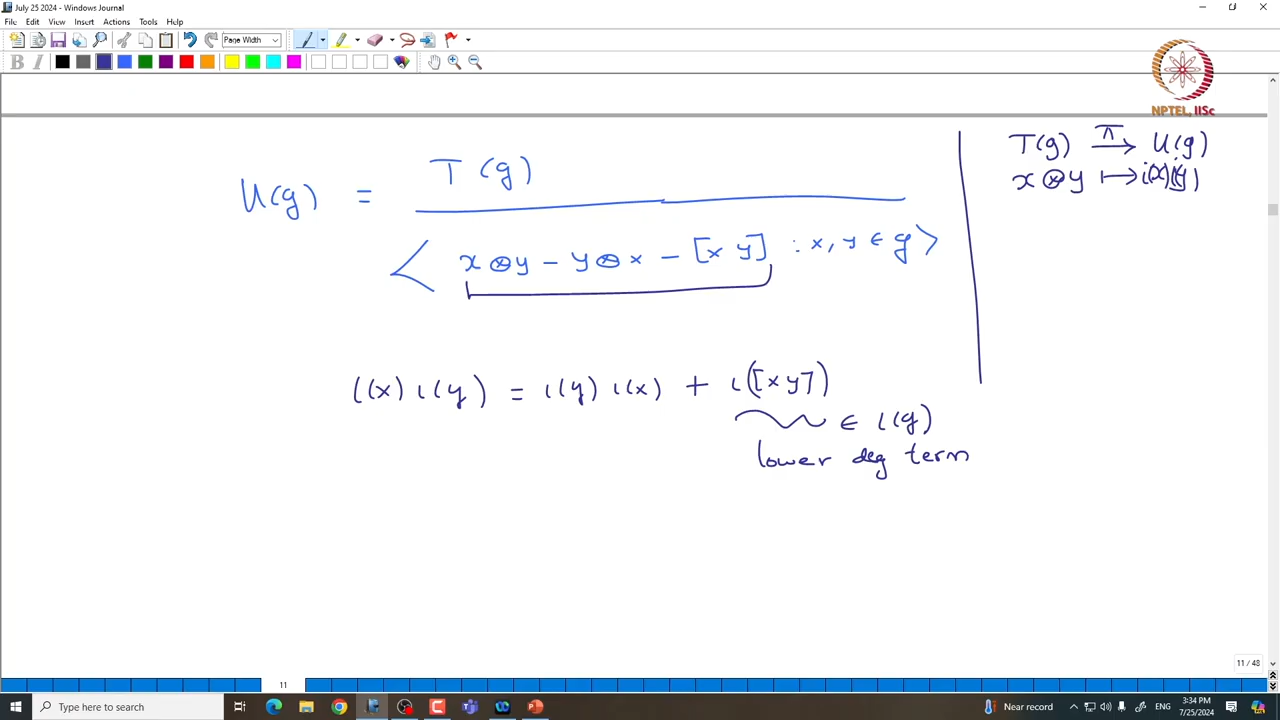 July 25 2024 - Windows Journal
File Edit View Insert Actions Tools Help
Page Width
B I
NPTEL, IISc
U(g) = T(g)
⟨ x ⊗ y − y ⊗ x − [x y] : x, y ∈ g ⟩
T(g) π→ U(g)
x ⊗ y ↦ i(x) i(y)
ι(x) ι(y) = ι(y) ι(x) + ι([x y])
∈ ι(g)
lower deg term
11 / 48
11
Type here to search
Near record
ENG
3:34 PM
7/25/2024